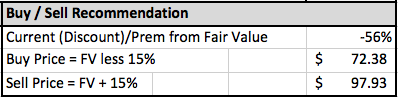 Buy / Sell Recommendation
Current (Discount)/Prem from Fair Value -56%
Buy Price = FV less 15% $ 72.38
Sell Price = FV + 15% $ 97.93